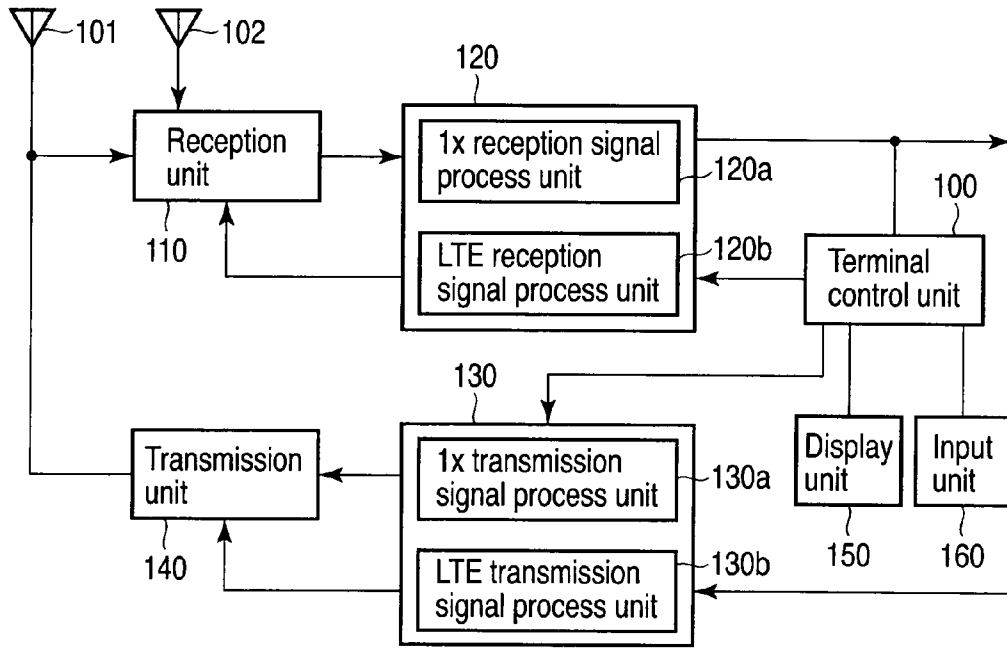 101
102
120
Reception
unit
110
1x reception signal
process unit
120a
LTE reception
signal process unit
120b
100
Terminal
control unit
130
Transmission
unit
140
1x transmission
signal process unit
130a
LTE transmission
signal process unit
130b
Display
unit
150
Input
unit
160